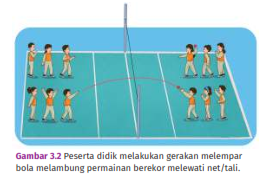 Gambar 3.2 Peserta didik melakukan gerakan melempar
bola melambung permainan berekor melewati net/tali.